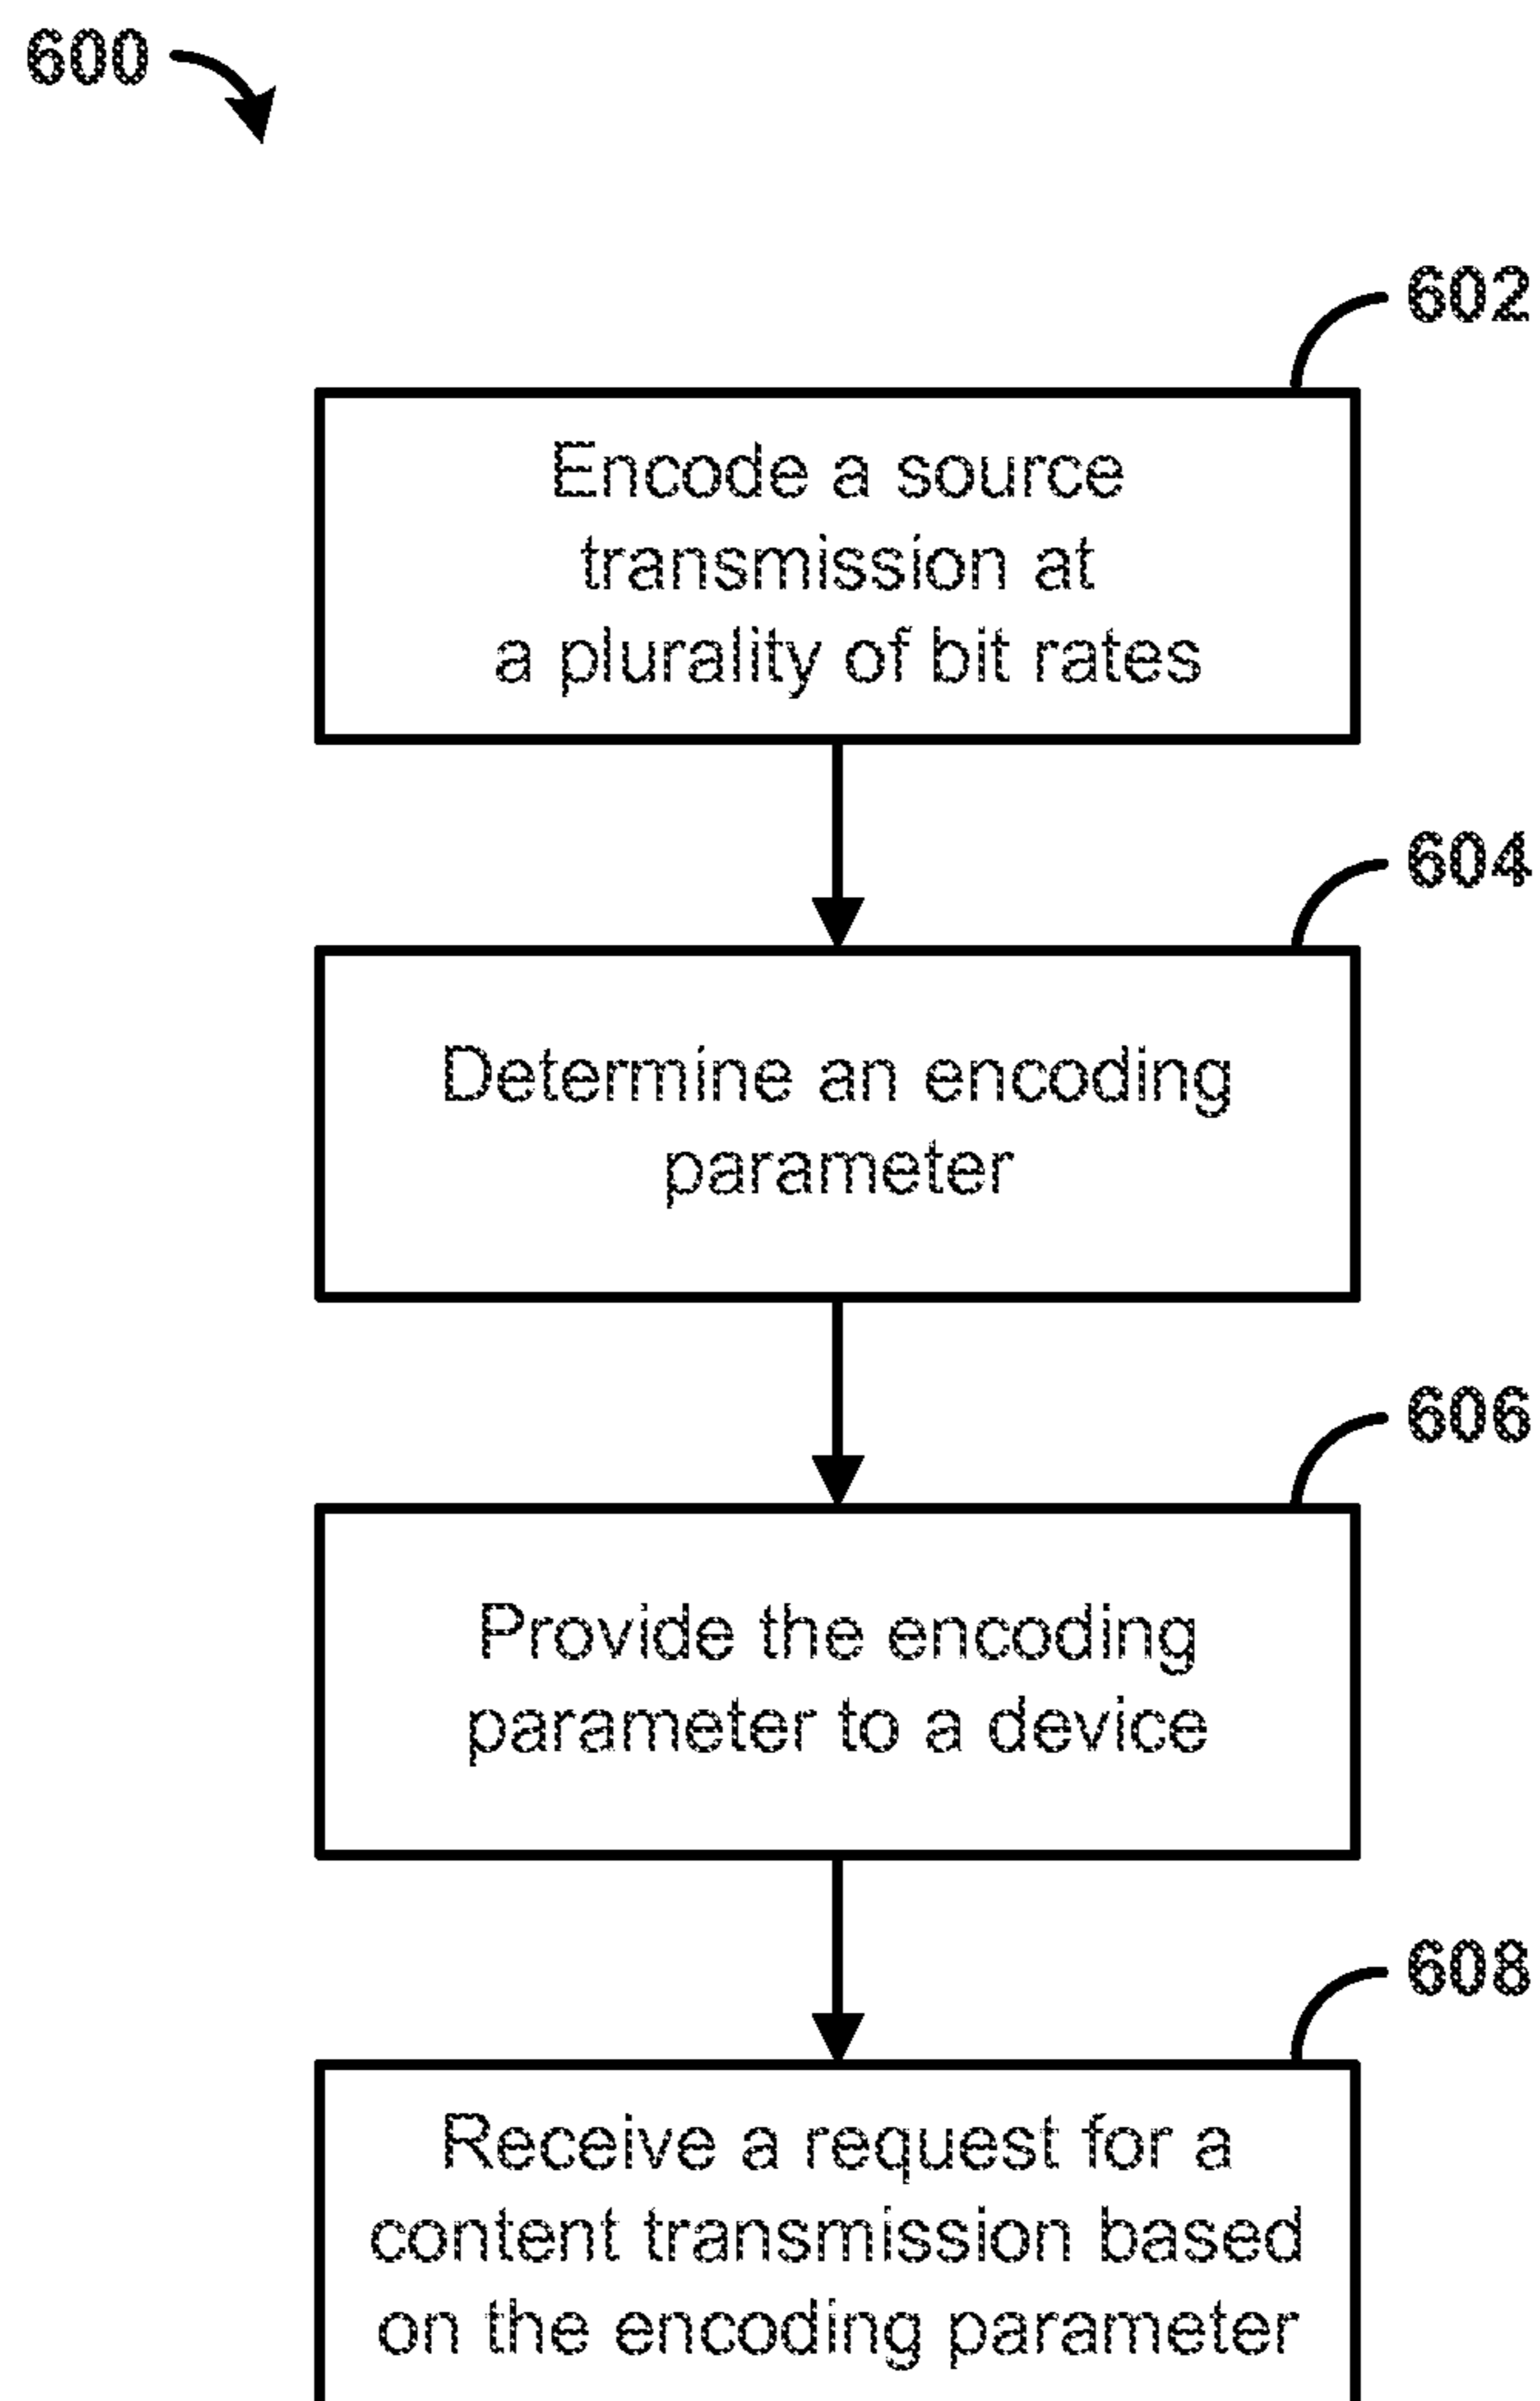 600
602
Encode a source
transmission at
a plurality of bit rates
604
Determine an encoding
parameter
606
Provide the encoding
parameter to a device
608
Receive a request for a
content transmission based
on the encoding parameter